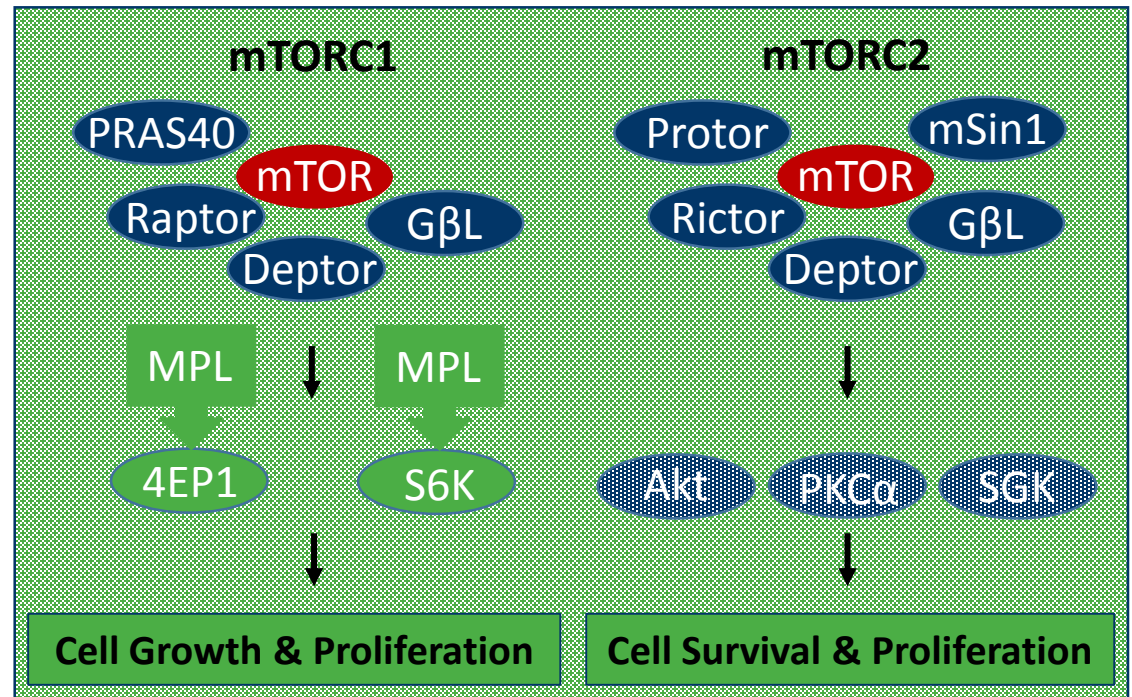 mTORC1
PRAS40
mTOR
Raptor
GβL
Deptor
MPL
MPL
4EP1
S6K
Cell Growth & Proliferation
mTORC2
Protor
mSin1
mTOR
Rictor
GβL
Deptor
Akt
PKCα
SGK
Cell Survival & Proliferation